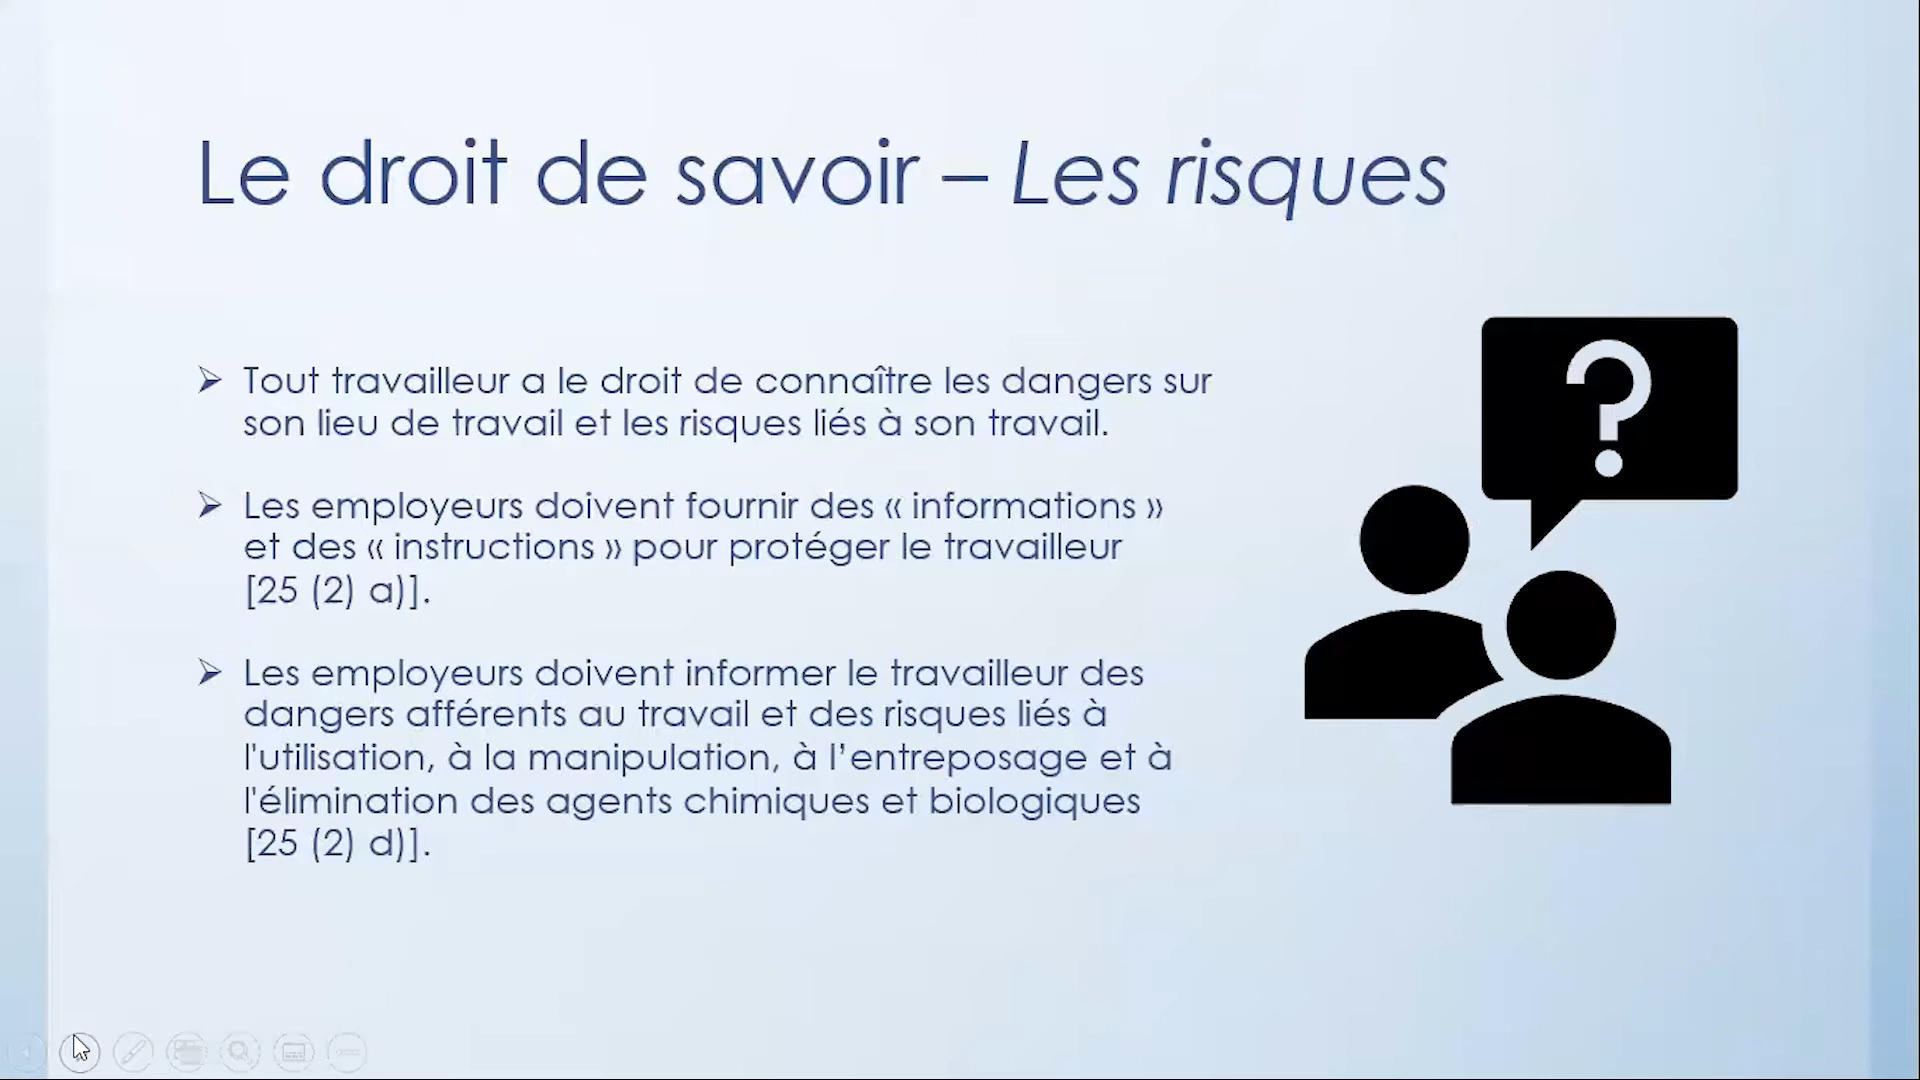 Le droit de savoir – Les risques
➢ Tout travailleur a le droit de connaître les dangers sur
son lieu de travail et les risques liés à son travail.
➢ Les employeurs doivent fournir des « informations »
et des « instructions » pour protéger le travailleur
[25 (2) a)].
➢ Les employeurs doivent informer le travailleur des
dangers afférents au travail et des risques liés à
l'utilisation, à la manipulation, à l’entreposage et à
l'élimination des agents chimiques et biologiques
[25 (2) d)].
?